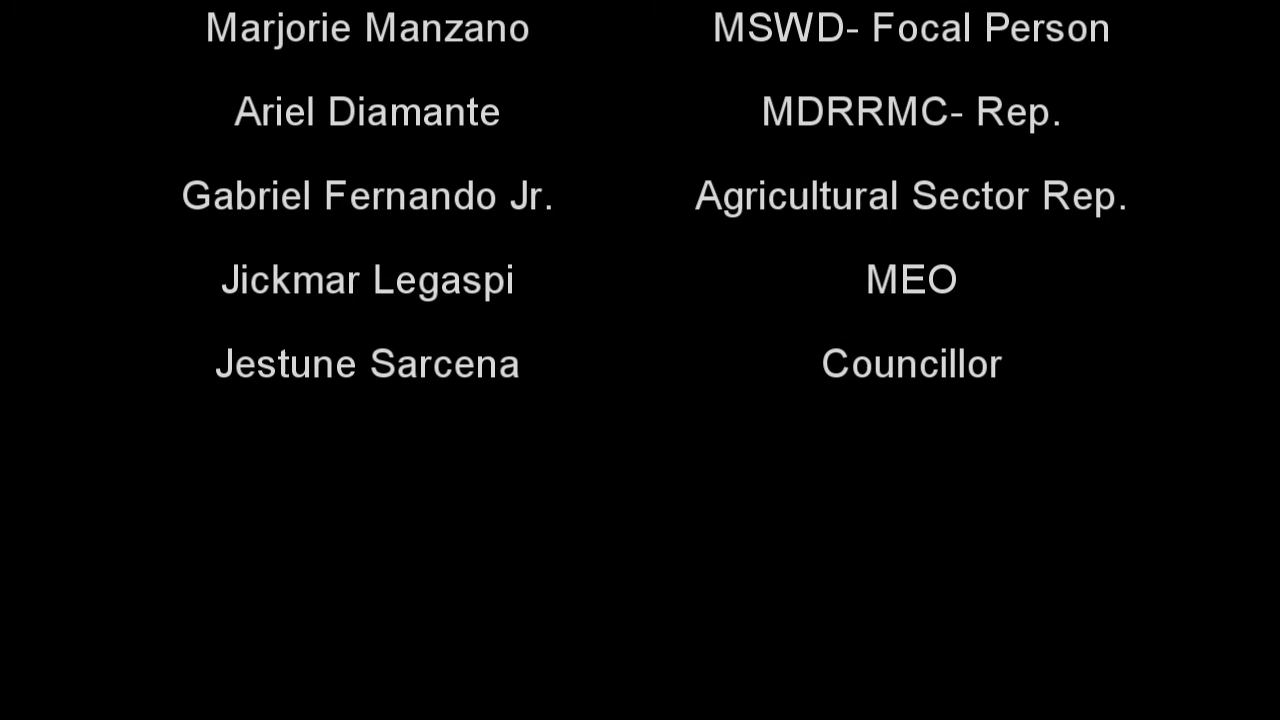 Marjorie Manzano MSWD- Focal Person
Ariel Diamante MDRRMC- Rep.
Gabriel Fernando Jr. Agricultural Sector Rep.
Jickmar Legaspi MEO
Jestune Sarcena Councillor